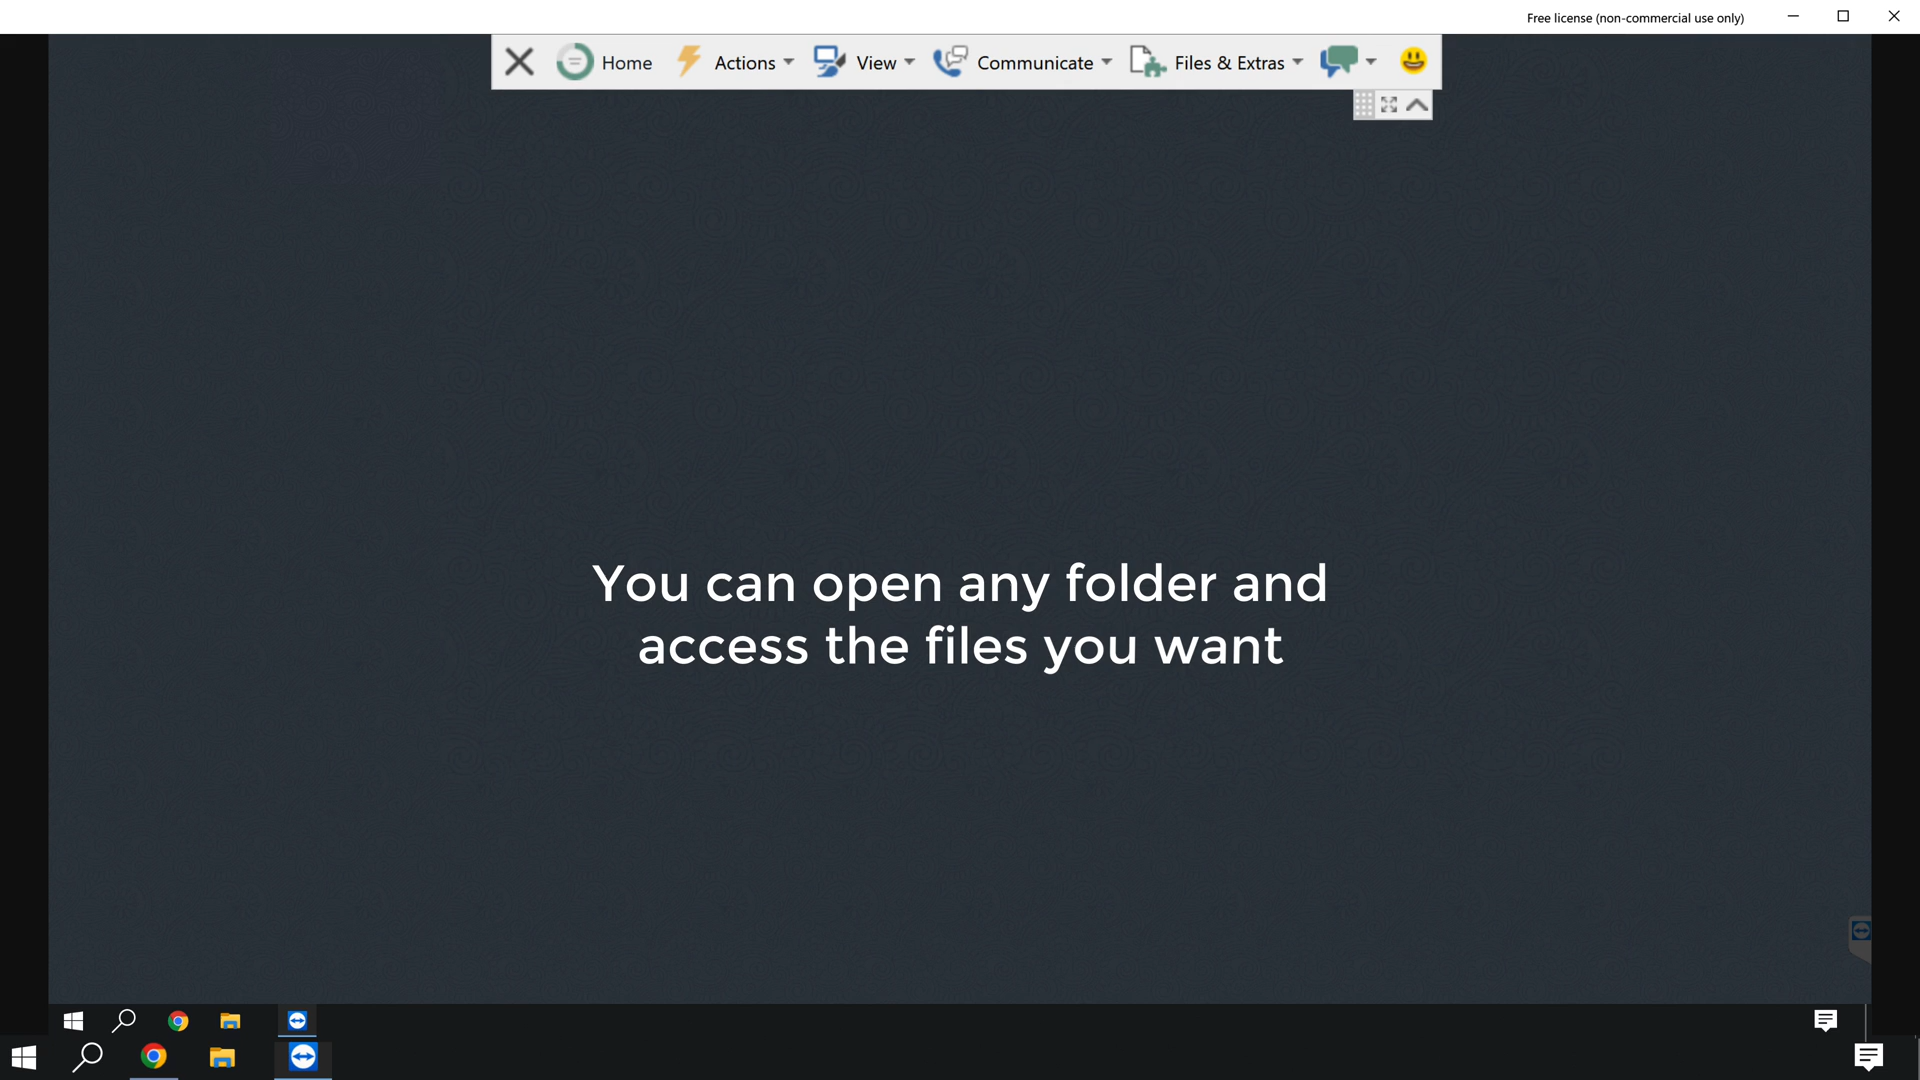 Free license (non-commercial use only)
Home Actions View Communicate Files & Extras
You can open any folder and
access the files you want